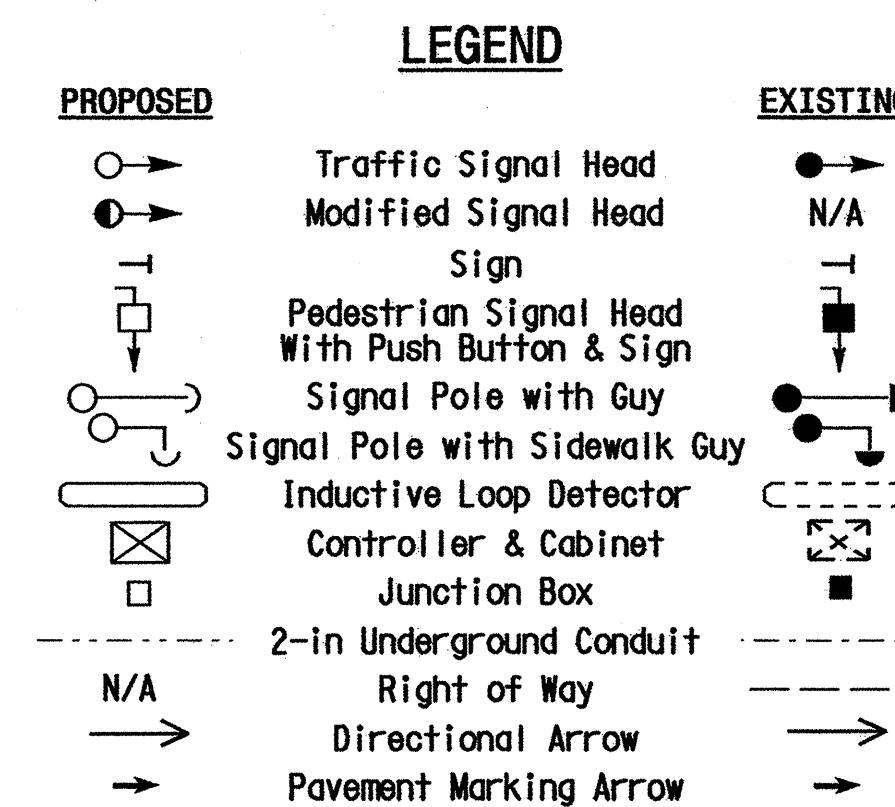 LEGEND
PROPOSED EXISTING
Traffic Signal Head
Modified Signal Head N/A
Sign
Pedestrian Signal Head
With Push Button & Sign
Signal Pole with Guy
Signal Pole with Sidewalk Guy
Inductive Loop Detector
Controller & Cabinet
Junction Box
2-in Underground Conduit
N/A Right of Way
Directional Arrow
Pavement Marking Arrow